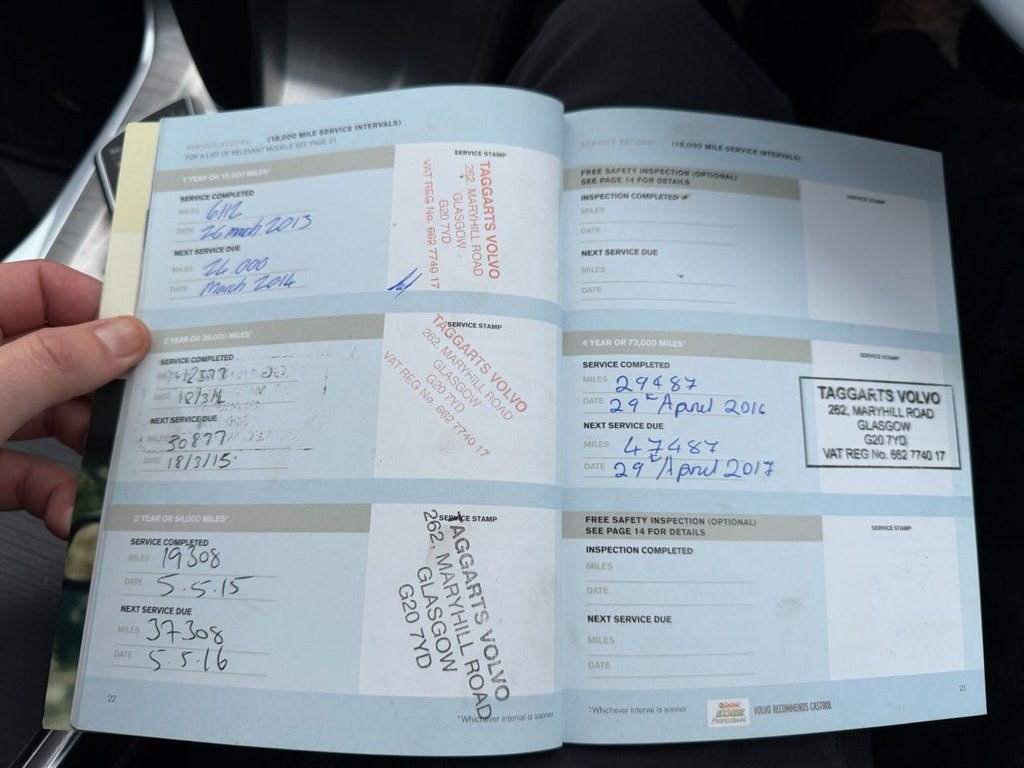 SERVICE RECORD (18,000 MILE SERVICE INTERVALS)
FOR A LIST OF RELEVANT MODELS SEE PAGE 21
1 YEAR OR 18,000 MILES*
SERVICE COMPLETED
MILES 6112
DATE 26 march 2013
NEXT SERVICE DUE
MILES 24.000
DATE March 2014
SERVICE STAMP
TAGGARTS VOLVO
262, MARYHILL ROAD
GLASGOW
G20 7YD
VAT REG No. 662 7740 17
2 YEAR OR 36,000 MILES*
SERVICE COMPLETED
MILES 12877
DATE 18/3/14
NEXT SERVICE DUE
MILES 30877
DATE 18/3/15
SERVICE STAMP
TAGGARTS VOLVO
262, MARYHILL ROAD
GLASGOW
G20 7YD
VAT REG No. 662 7740 17
3 YEAR OR 54,000 MILES*
SERVICE COMPLETED
MILES 19308
DATE 5.5.15
NEXT SERVICE DUE
MILES 37308
DATE 5.5.16
SERVICE STAMP
TAGGARTS VOLVO
262, MARYHILL ROAD
GLASGOW
G20 7YD
22
*Whichever interval is sooner
SERVICE RECORD (18,000 MILE SERVICE INTERVALS)
FREE SAFETY INSPECTION (OPTIONAL)
SEE PAGE 14 FOR DETAILS
INSPECTION COMPLETED
MILES
DATE
NEXT SERVICE DUE
MILES
DATE
SERVICE STAMP
4 YEAR OR 72,000 MILES*
SERVICE COMPLETED
MILES 29487
DATE 29th April 2016
NEXT SERVICE DUE
MILES 47487
DATE 29th April 2017
SERVICE STAMP
TAGGARTS VOLVO
262, MARYHILL ROAD
GLASGOW
G20 7YD
VAT REG No. 662 7740 17
FREE SAFETY INSPECTION (OPTIONAL)
SEE PAGE 14 FOR DETAILS
INSPECTION COMPLETED
MILES
DATE
NEXT SERVICE DUE
MILES
DATE
SERVICE STAMP
*Whichever interval is sooner
Castrol
EDGE
Professional
VOLVO RECOMMENDS CASTROL
23